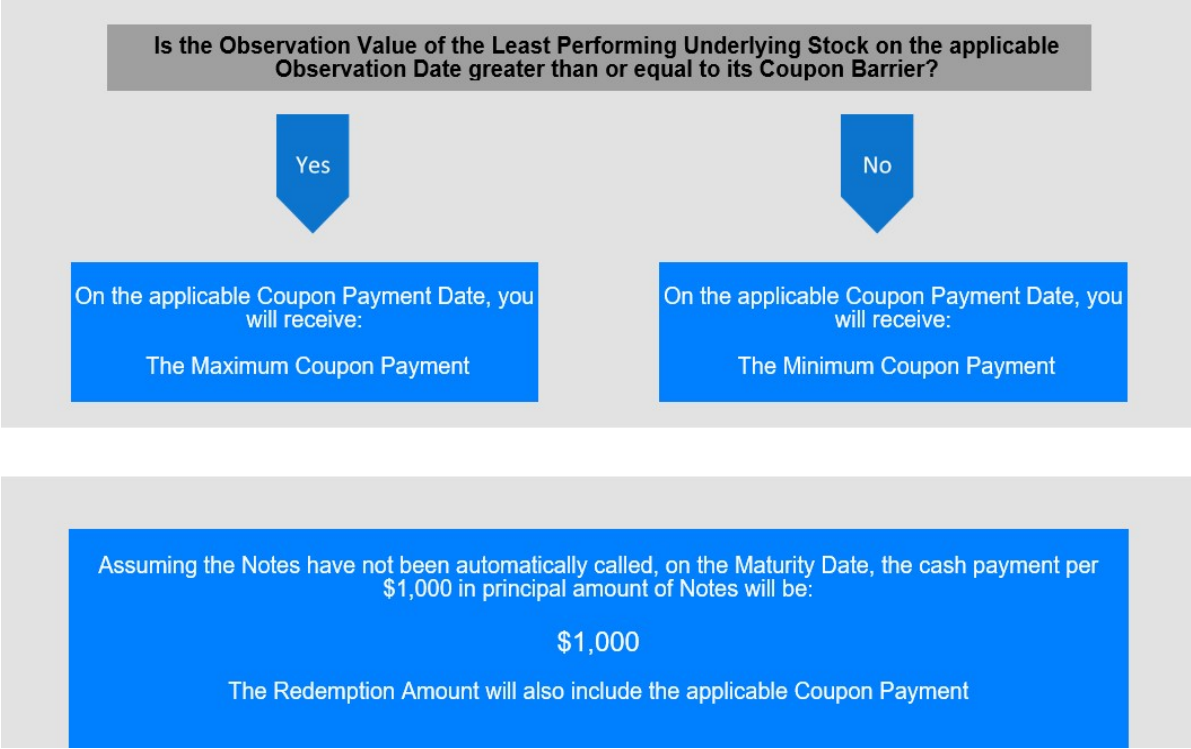 Is the Observation Value of the Least Performing Underlying Stock on the applicable
Observation Date greater than or equal to its Coupon Barrier?
Yes
No
On the applicable Coupon Payment Date, you
will receive:
The Maximum Coupon Payment
On the applicable Coupon Payment Date, you
will receive:
The Minimum Coupon Payment
Assuming the Notes have not been automatically called, on the Maturity Date, the cash payment per
$1,000 in principal amount of Notes will be:
$1,000
The Redemption Amount will also include the applicable Coupon Payment